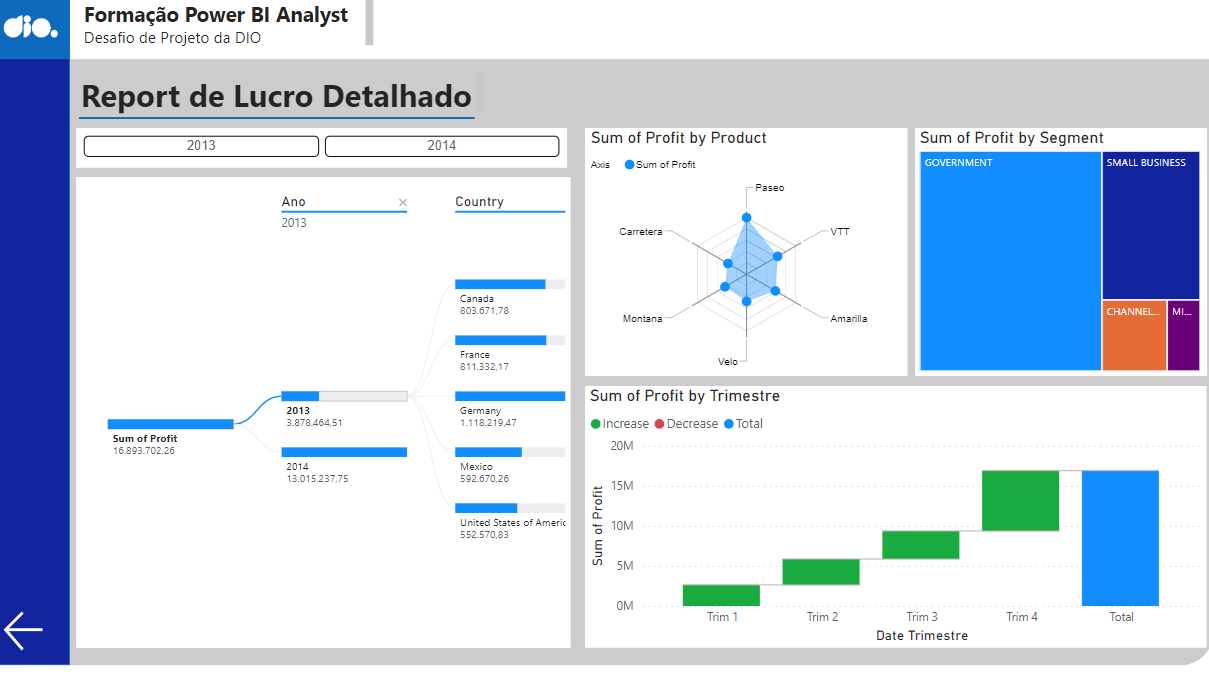 dio.
Formação Power BI Analyst
Desafio de Projeto da DIO
Report de Lucro Detalhado
2013
2014
Ano
Country
2013
Canada
803.671,78
France
811.332,17
Germany
1.118.219,47
Mexico
592.670,26
United States of Americ
552.570,83
2013
3.878.464,51
2014
13.015.237,75
Sum of Profit
16.893.702,26
Sum of Profit by Product
Axis Sum of Profit
Paseo
VTT
Amarilla
Velo
Montana
Carretera
Sum of Profit by Segment
GOVERNMENT
SMALL BUSINESS
CHANNEL...
MI...
Sum of Profit by Trimestre
Increase Decrease Total
Sum of Profit
20M
15M
10M
5M
0M
Trim 1
Trim 2
Trim 3
Trim 4
Total
Date Trimestre